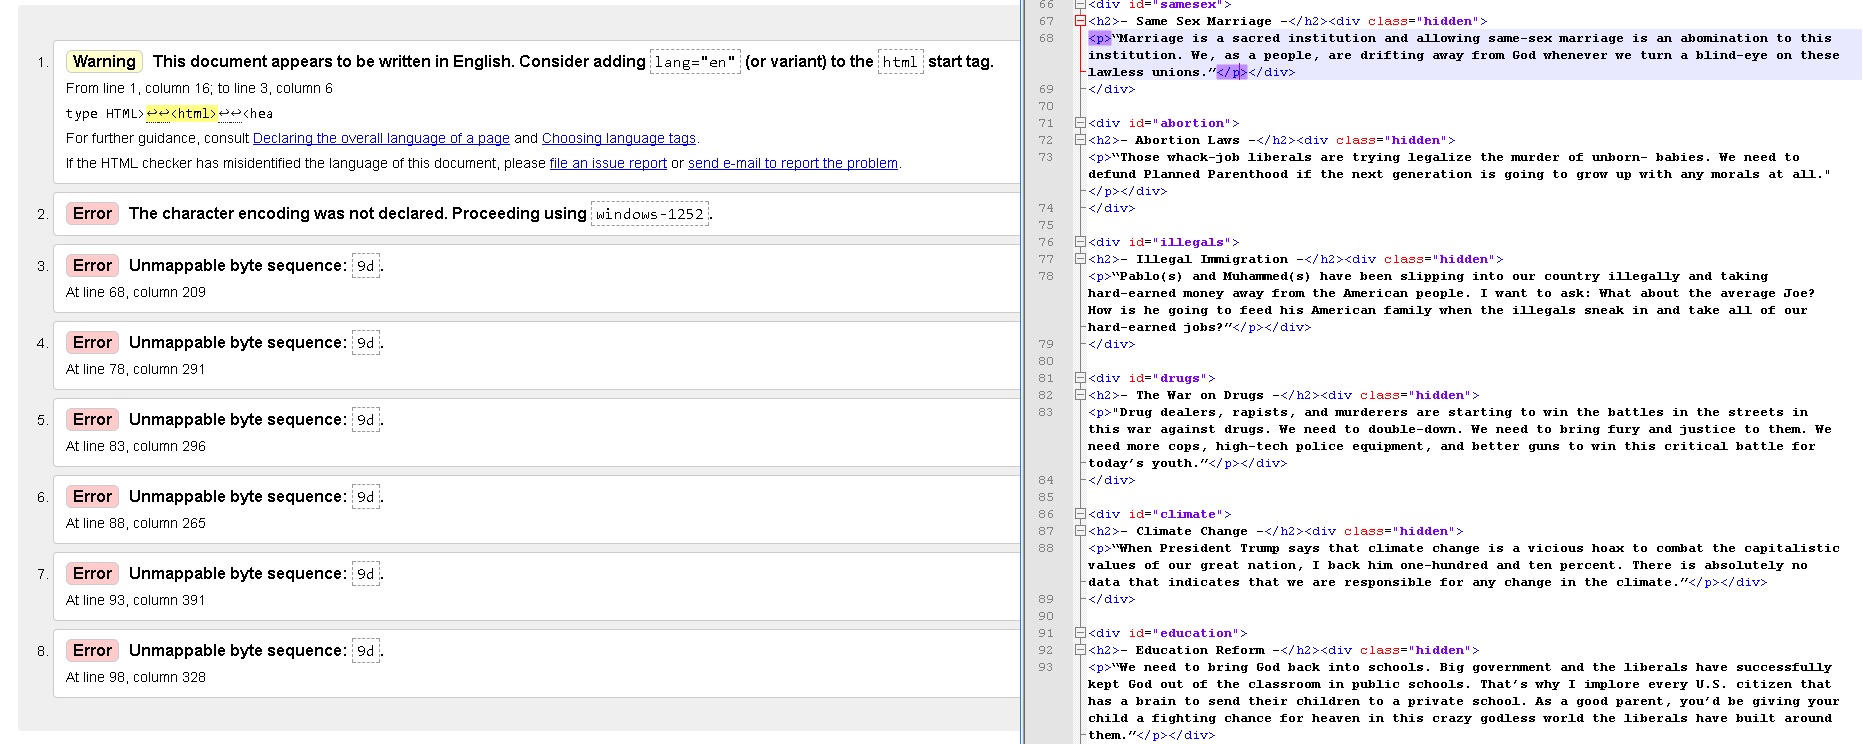 1. Warning This document appears to be written in English. Consider adding lang="en" (or variant) to the html start tag.
From line 1, column 16; to line 3, column 6
type HTML>↩↩<html>↩↩<hea
For further guidance, consult Declaring the overall language of a page and Choosing language tags.
If the HTML checker has misidentified the language of this document, please file an issue report or send e-mail to report the problem.
2. Error The character encoding was not declared. Proceeding using windows-1252.
3. Error Unmappable byte sequence: 9d.
At line 68, column 209
4. Error Unmappable byte sequence: 9d.
At line 78, column 291
5. Error Unmappable byte sequence: 9d.
At line 83, column 296
6. Error Unmappable byte sequence: 9d.
At line 88, column 265
7. Error Unmappable byte sequence: 9d.
At line 93, column 391
8. Error Unmappable byte sequence: 9d.
At line 98, column 328
66 <div id="samesex">
67 <h2>- Same Sex Marriage -</h2><div class="hidden">
68 <p>“Marriage is a sacred institution and allowing same-sex marriage is an abomination to this
institution. We, as a people, are drifting away from God whenever we turn a blind-eye on these
lawless unions.”</p></div>
69 </div>
70
71 <div id="abortion">
72 <h2>- Abortion Laws -</h2><div class="hidden">
73 <p>“Those whack-job liberals are trying legalize the murder of unborn- babies. We need to
defund Planned Parenthood if the next generation is going to grow up with any morals at all."
</p></div>
74 </div>
75
76 <div id="illegals">
77 <h2>- Illegal Immigration -</h2><div class="hidden">
78 <p>“Pablo(s) and Muhammed(s) have been slipping into our country illegally and taking
hard-earned money away from the American people. I want to ask: What about the average Joe?
How is he going to feed his American family when the illegals sneak in and take all of our
hard-earned jobs?”</p></div>
79 </div>
80
81 <div id="drugs">
82 <h2>- The War on Drugs -</h2><div class="hidden">
83 <p>"Drug dealers, rapists, and murderers are starting to win the battles in the streets in
this war against drugs. We need to double-down. We need to bring fury and justice to them. We
need more cops, high-tech police equipment, and better guns to win this critical battle for
today’s youth.”</p></div>
84 </div>
85
86 <div id="climate">
87 <h2>- Climate Change -</h2><div class="hidden">
88 <p>“When President Trump says that climate change is a vicious hoax to combat the capitalistic
values of our great nation, I back him one-hundred and ten percent. There is absolutely no
data that indicates that we are responsible for any change in the climate.”</p></div>
89 </div>
90
91 <div id="education">
92 <h2>- Education Reform -</h2><div class="hidden">
93 <p>“We need to bring God back into schools. Big government and the liberals have successfully
kept God out of the classroom in public schools. That’s why I implore every U.S. citizen that
has a brain to send their children to a private school. As a good parent, you’d be giving your
child a fighting chance for heaven in this crazy godless world the liberals have built around
them.”</p></div>